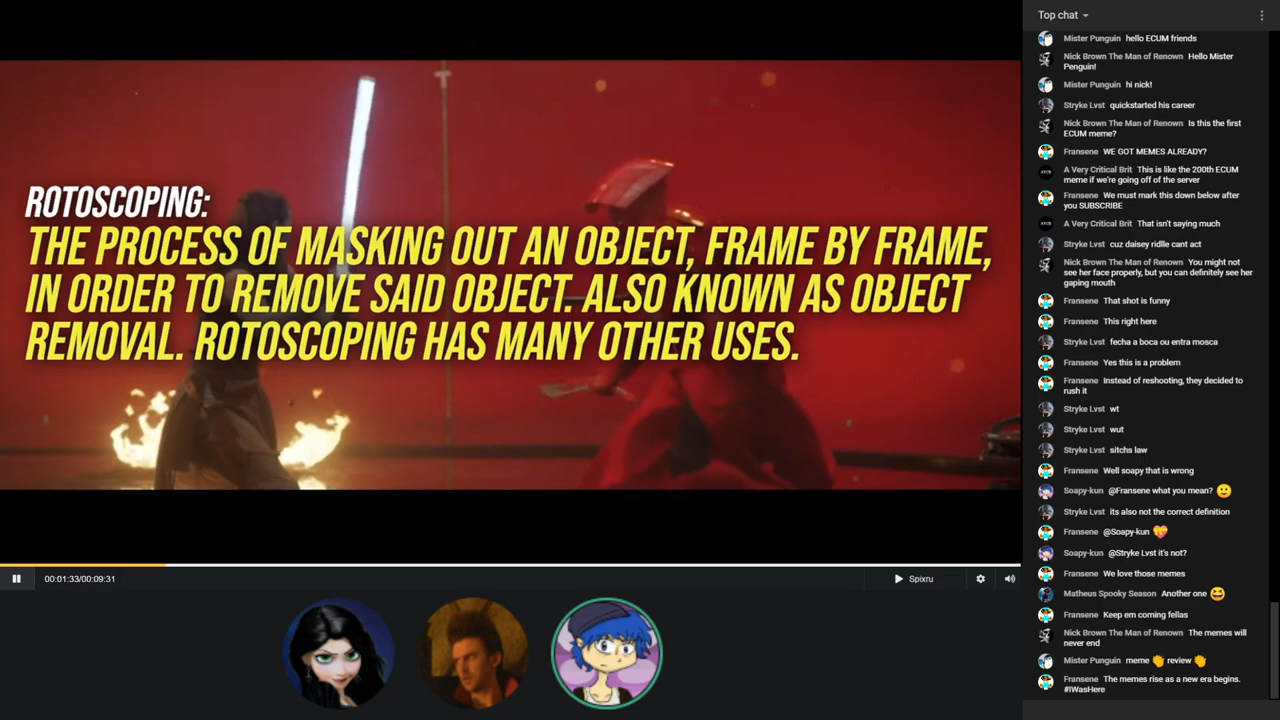 ROTOSCOPING:
THE PROCESS OF MASKING OUT AN OBJECT, FRAME BY FRAME,
IN ORDER TO REMOVE SAID OBJECT. ALSO KNOWN AS OBJECT
REMOVAL. ROTOSCOPING HAS MANY OTHER USES.
00:01:33/00:09:31
Spixru
Top chat
Mister Punguin hello ECUM friends
Nick Brown The Man of Renown Hello Mister
Penguin!
Mister Punguin hi nick!
Stryke Lvst quickstarted his career
Nick Brown The Man of Renown Is this the first
ECUM meme?
Fransene WE GOT MEMES ALREADY?
A Very Critical Brit This is like the 200th ECUM
meme if we're going off of the server
Fransene We must mark this down below after
you SUBSCRIBE
A Very Critical Brit That isn't saying much
Stryke Lvst cuz daisey ridlle cant act
Nick Brown The Man of Renown You might not
see her face properly, but you can definitely see her
gaping mouth
Fransene That shot is funny
Fransene This right here
Stryke Lvst fecha a boca ou entra mosca
Fransene Yes this is a problem
Fransene Instead of reshooting, they decided to
rush it
Stryke Lvst wt
Stryke Lvst wut
Stryke Lvst sitchs law
Fransene Well soapy that is wrong
Soapy-kun @Fransene what you mean? 🙂
Stryke Lvst its also not the correct definition
Fransene @Soapy-kun 💝
Soapy-kun @Stryke Lvst it's not?
Fransene We love those memes
Matheus Spooky Season Another one 😆
Fransene Keep em coming fellas
Nick Brown The Man of Renown The memes will
never end
Mister Punguin meme 👏 review 👏
Fransene The memes rise as a new era begins.
#IWasHere